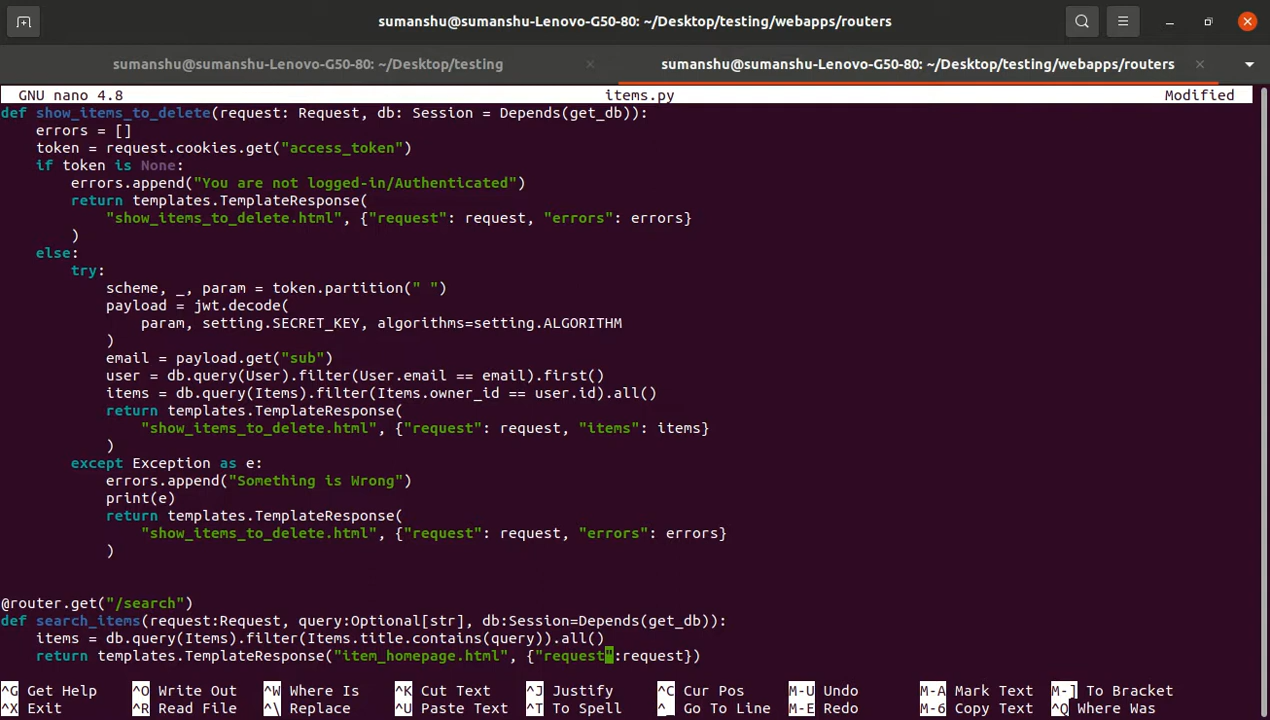 sumanshu@sumanshu-Lenovo-G50-80: ~/Desktop/testing/webapps/routers
sumanshu@sumanshu-Lenovo-G50-80: ~/Desktop/testing
sumanshu@sumanshu-Lenovo-G50-80: ~/Desktop/testing/webapps/routers
GNU nano 4.8 items.py Modified
def show_items_to_delete(request: Request, db: Session = Depends(get_db)):
    errors = []
    token = request.cookies.get("access_token")
    if token is None:
        errors.append("You are not logged-in/Authenticated")
        return templates.TemplateResponse(
            "show_items_to_delete.html", {"request": request, "errors": errors}
        )
    else:
        try:
            scheme, _, param = token.partition(" ")
            payload = jwt.decode(
                param, setting.SECRET_KEY, algorithms=setting.ALGORITHM
            )
            email = payload.get("sub")
            user = db.query(User).filter(User.email == email).first()
            items = db.query(Items).filter(Items.owner_id == user.id).all()
            return templates.TemplateResponse(
                "show_items_to_delete.html", {"request": request, "items": items}
            )
        except Exception as e:
            errors.append("Something is Wrong")
            print(e)
            return templates.TemplateResponse(
                "show_items_to_delete.html", {"request": request, "errors": errors}
            )
@router.get("/search")
def search_items(request:Request, query:Optional[str], db:Session=Depends(get_db)):
    items = db.query(Items).filter(Items.title.contains(query)).all()
    return templates.TemplateResponse("item_homepage.html", {"request":request})
^G Get Help ^O Write Out ^W Where Is ^K Cut Text ^J Justify ^C Cur Pos M-U Undo M-A Mark Text M-] To Bracket
^X Exit ^R Read File ^\ Replace ^U Paste Text ^T To Spell ^_ Go To Line M-E Redo M-6 Copy Text ^Q Where Was